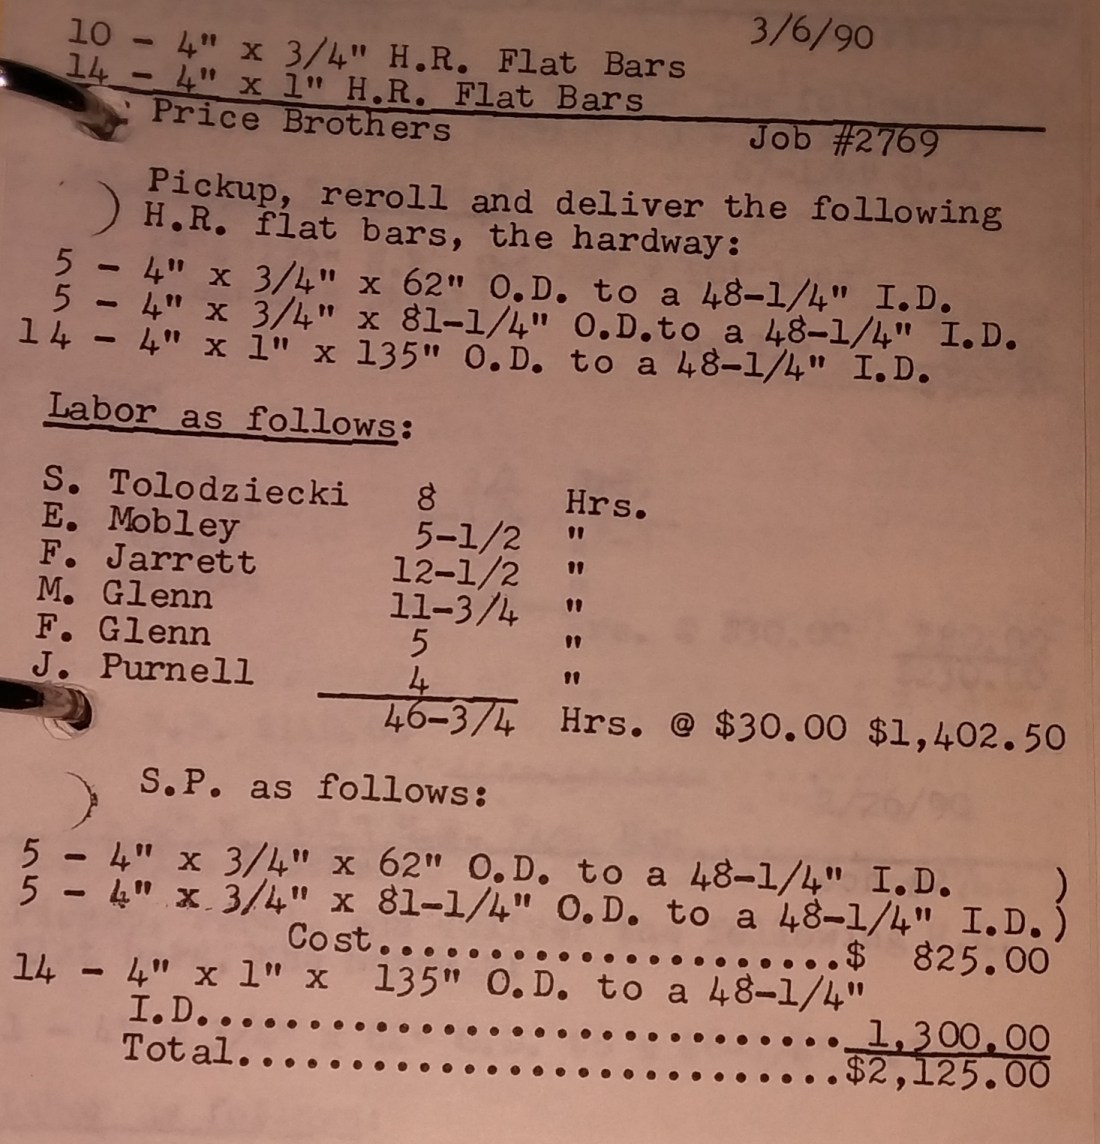 3/6/90
10 - 4" x 3/4" H.R. Flat Bars
14 - 4" x 1" H.R. Flat Bars
Price Brothers Job #2769
Pickup, reroll and deliver the following
H.R. flat bars, the hardway:
5 - 4" x 3/4" x 62" O.D. to a 48-1/4" I.D.
5 - 4" x 3/4" x 81-1/4" O.D.to a 48-1/4" I.D.
14 - 4" x 1" x 135" O.D. to a 48-1/4" I.D.
Labor as follows:
S. Tolodziecki 8 Hrs.
E. Mobley 5-1/2 "
F. Jarrett 12-1/2 "
M. Glenn 11-3/4 "
F. Glenn 5 "
J. Purnell 4 "
46-3/4 Hrs. @ $30.00 $1,402.50
S.P. as follows:
5 - 4" x 3/4" x 62" O.D. to a 48-1/4" I.D. )
5 - 4" x 3/4" x 81-1/4" O.D. to a 48-1/4" I.D.)
Cost.......................$ 825.00
14 - 4" x 1" x 135" O.D. to a 48-1/4"
I.D............................... 1,300.00
Total.............................$2,125.00